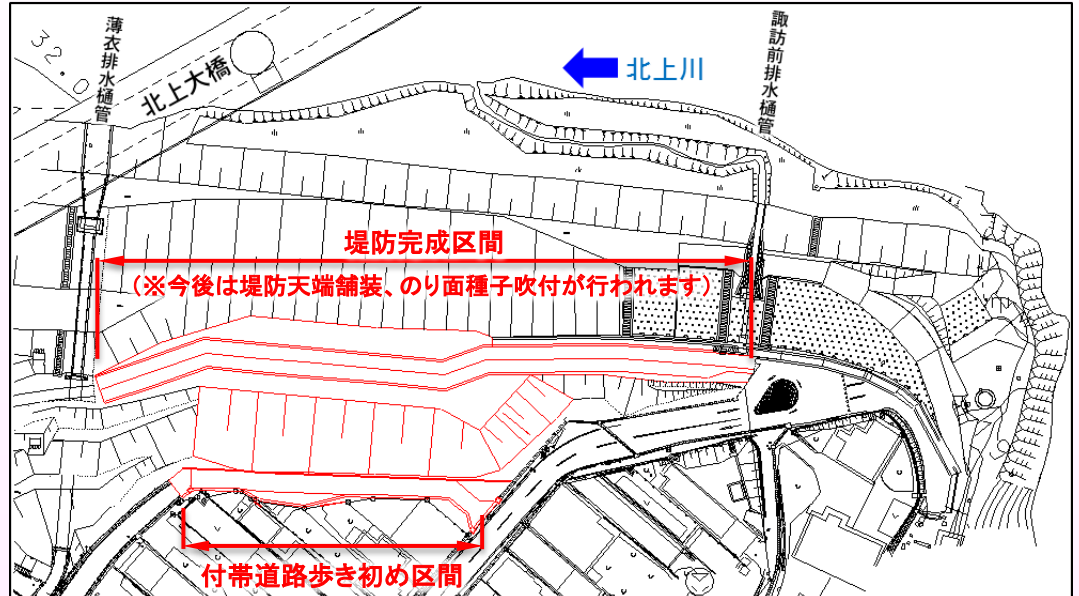 薄衣排水樋管
32.0
北上大橋
北上川
諏訪前排水樋管
堤防完成区間
(※今後は堤防天端舗装、のり面種子吹付が行われます)
付帯道路歩き初め区間